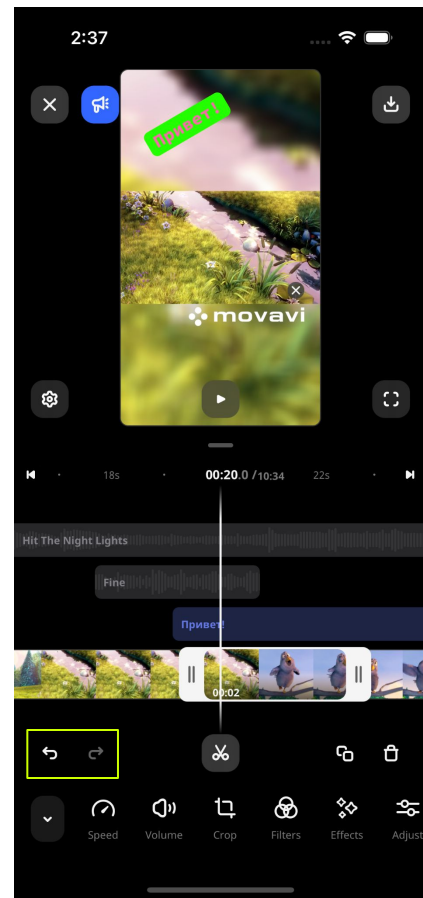 2:37
Привет!
movavi
18s
00:20.0 /10:34
22s
Hit The Night Lights
Fine
Привет!
00:02
Speed
Volume
Crop
Filters
Effects
Adjust